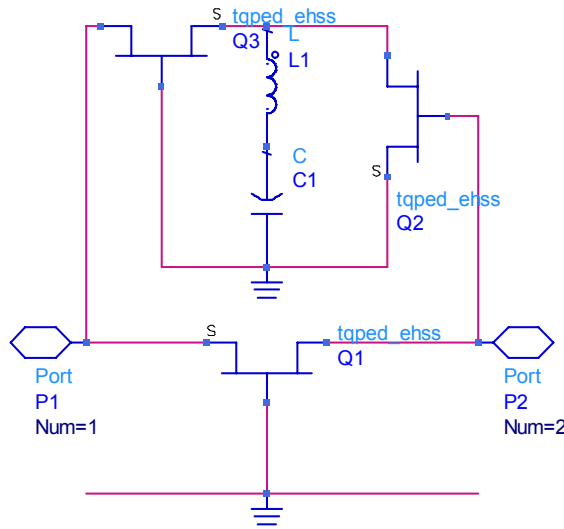 S tqped_ehss
Q3
L
L1
C
C1
S
tqped_ehss
Q2
S
tqped_ehss
Q1
Port
P1
Num=1
Port
P2
Num=2